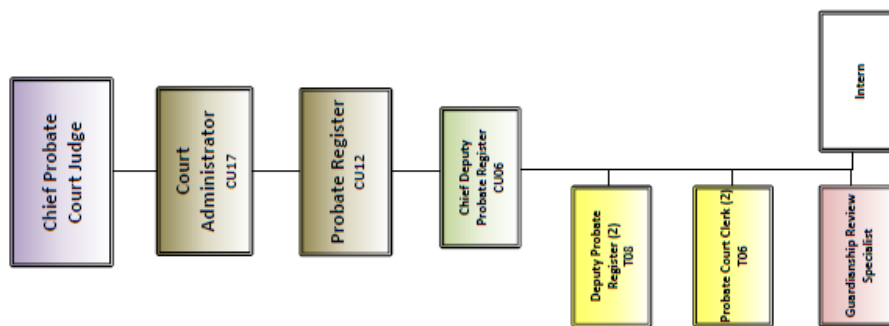 Chief Probate
Court Judge
Court
Administrator
CU17
Probate Register
CU12
Chief Deputy
Probate Register
CU06
Deputy Probate
Register (2)
T08
Probate Court Clerk (2)
T06
Guardianship Review
Specialist
Intern